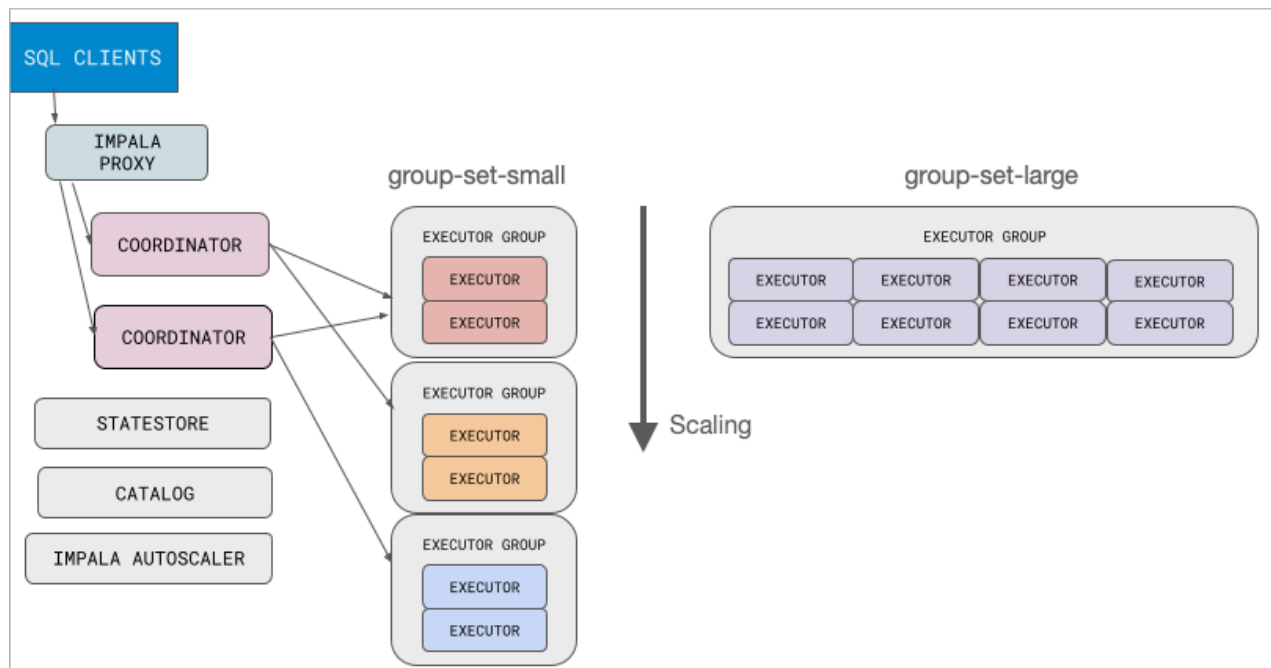 SQL CLIENTS
IMPALA
PROXY
COORDINATOR
COORDINATOR
STATESTORE
CATALOG
IMPALA AUTOSCALER
group-set-small
EXECUTOR GROUP
EXECUTOR
EXECUTOR
EXECUTOR GROUP
EXECUTOR
EXECUTOR
EXECUTOR GROUP
EXECUTOR
EXECUTOR
Scaling
group-set-large
EXECUTOR GROUP
EXECUTOR EXECUTOR EXECUTOR EXECUTOR
EXECUTOR EXECUTOR EXECUTOR EXECUTOR